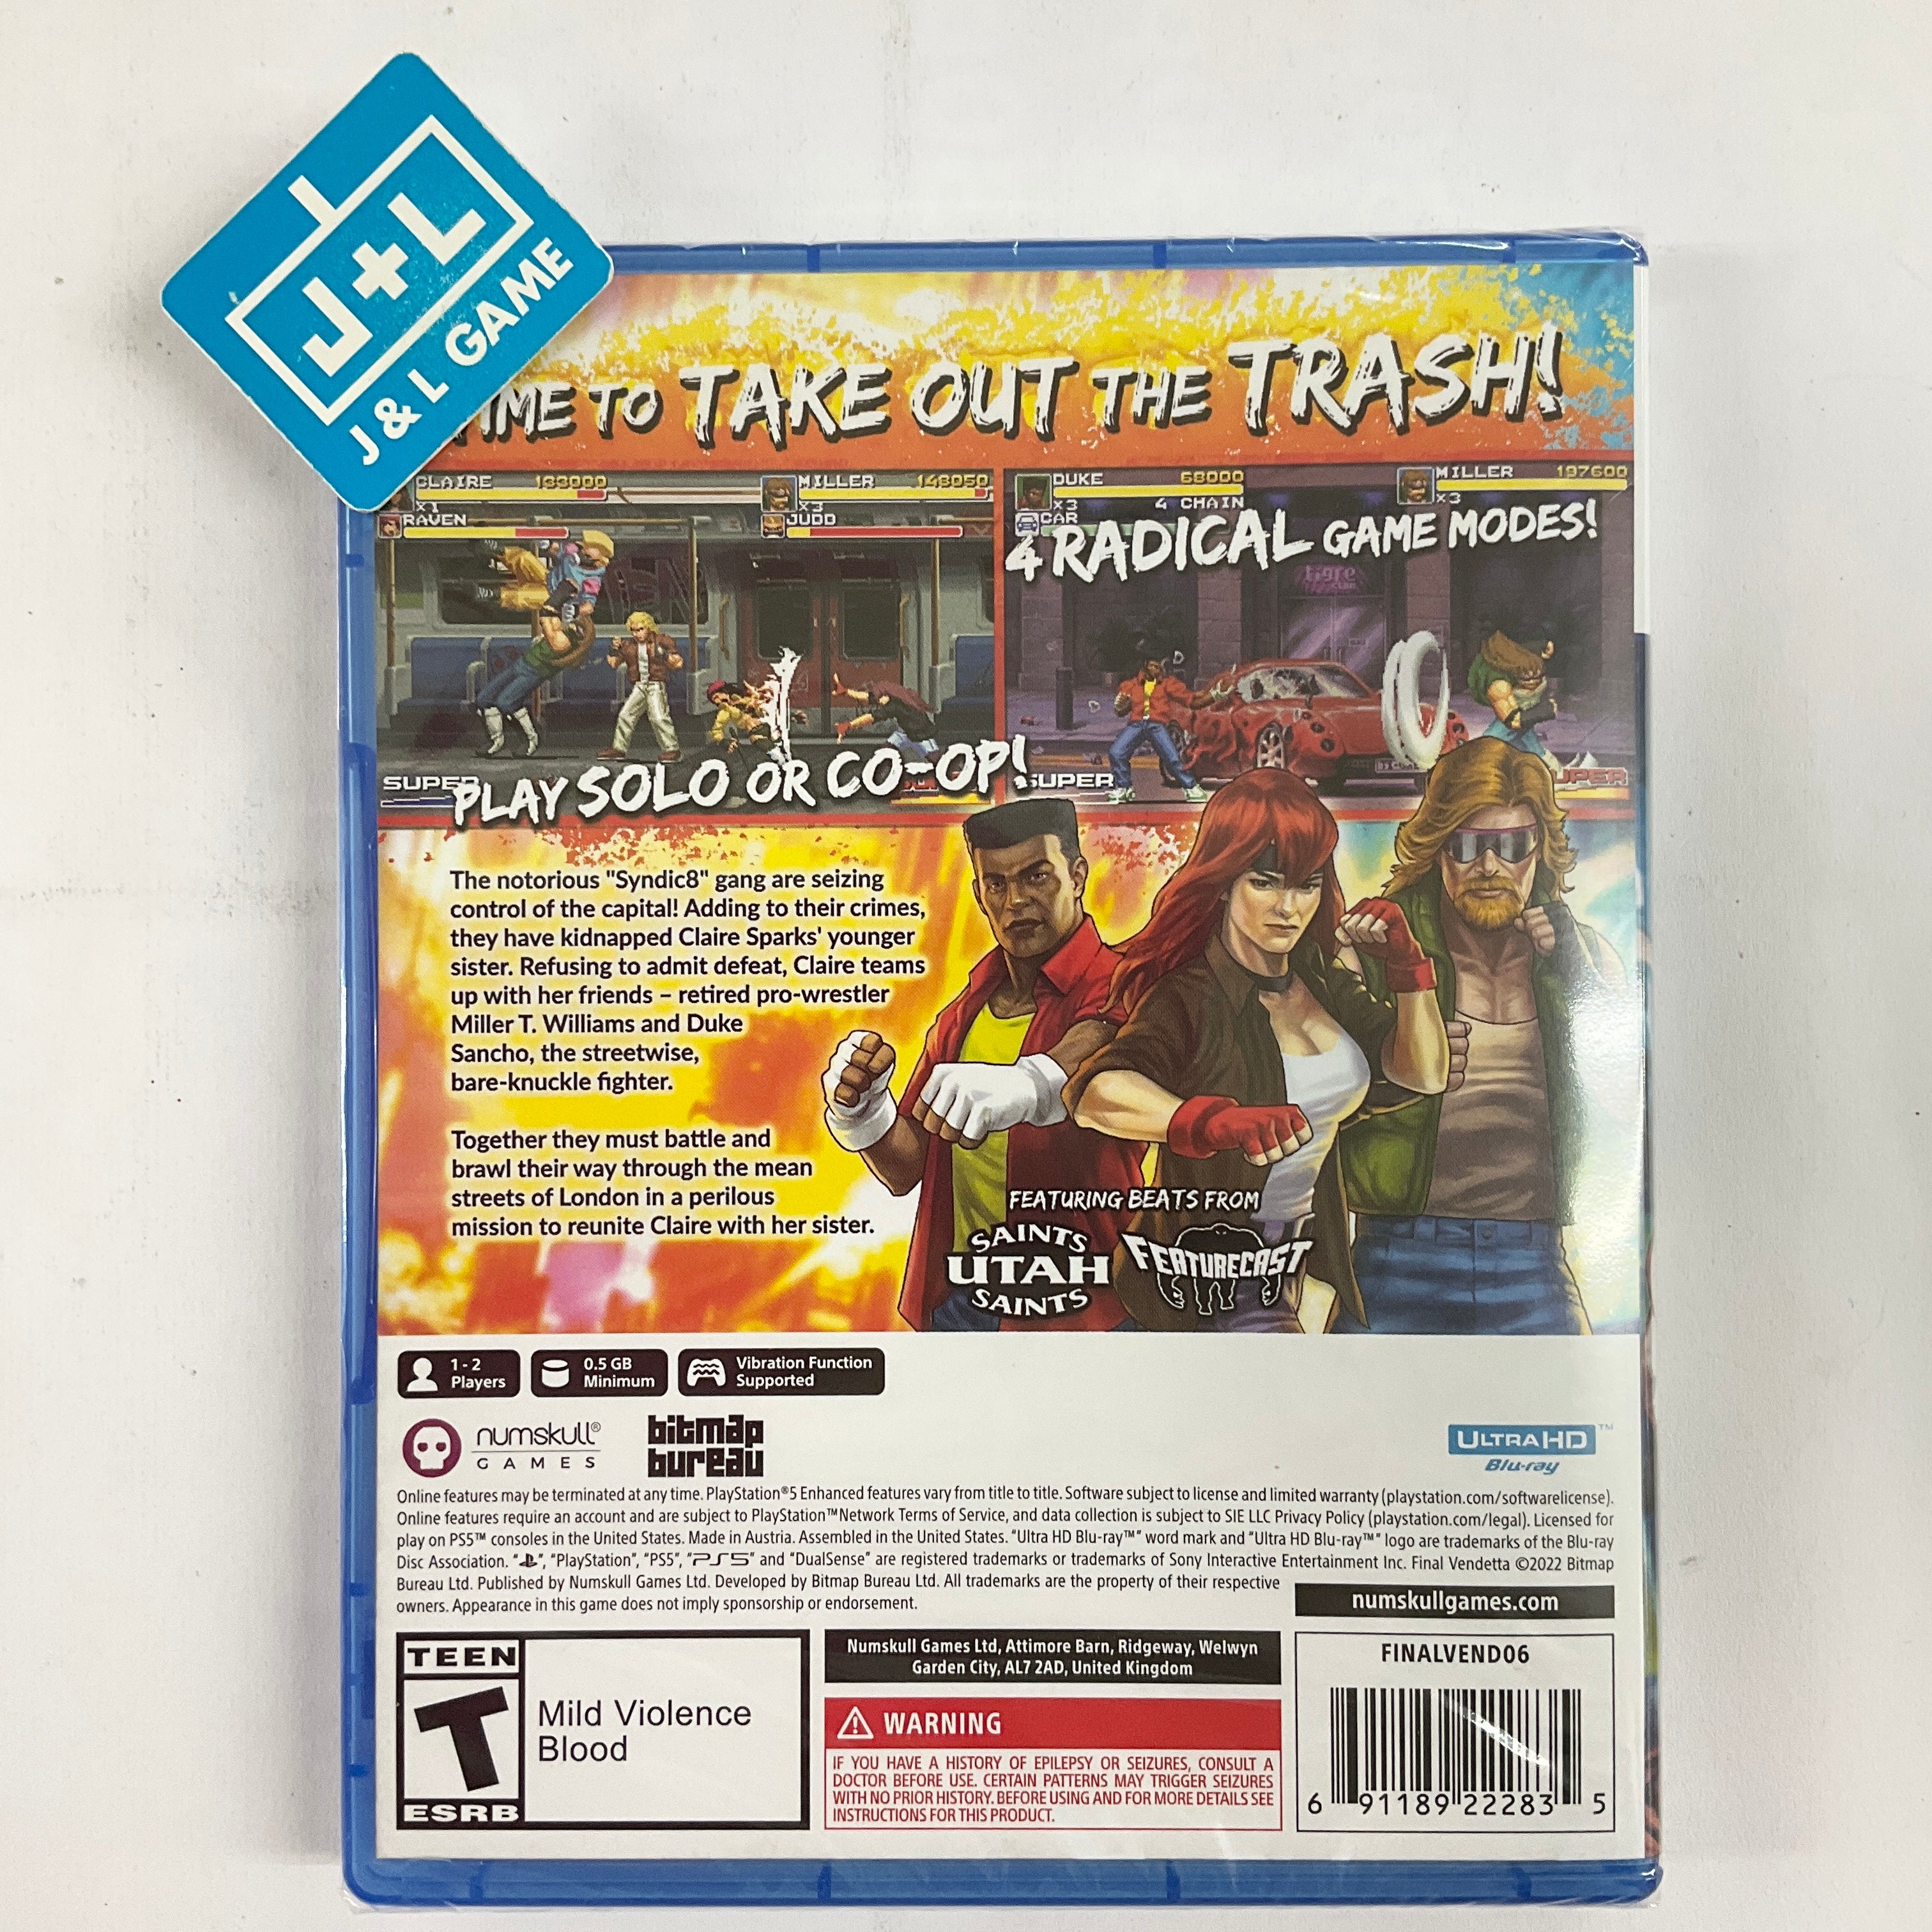 J+L
J & L GAME
TIME TO TAKE OUT THE TRASH!
CLAIRE 133000
x1
RAVEN
MILLER 148050
x3
JUDD
SUPER
PLAY SOLO OR CO-OP!
DUKE 68000
x3 4 CHAIN
CAR
MILLER 197600
x3
4 RADICAL GAME MODES!
tigre
SUPER
SUPER
The notorious "Syndic8" gang are seizing
control of the capital! Adding to their crimes,
they have kidnapped Claire Sparks' younger
sister. Refusing to admit defeat, Claire teams
up with her friends – retired pro-wrestler
Miller T. Williams and Duke
Sancho, the streetwise,
bare-knuckle fighter.
Together they must battle and
brawl their way through the mean
streets of London in a perilous
mission to reunite Claire with her sister.
FEATURING BEATS FROM
SAINTS
UTAH
SAINTS
FEATURECAST
1 - 2
Players
0.5 GB
Minimum
Vibration Function
Supported
numskull®
GAMES
bitmap
bureau
ULTRA HD™
Blu-ray
Online features may be terminated at any time. PlayStation®5 Enhanced features vary from title to title. Software subject to license and limited warranty (playstation.com/softwarelicense).
Online features require an account and are subject to PlayStation™Network Terms of Service, and data collection is subject to SIE LLC Privacy Policy (playstation.com/legal). Licensed for
play on PS5™ consoles in the United States. Made in Austria. Assembled in the United States. "Ultra HD Blu-ray™" word mark and "Ultra HD Blu-ray™" logo are trademarks of the Blu-ray
Disc Association. "", "PlayStation", "PS5", "PS5" and "DualSense" are registered trademarks or trademarks of Sony Interactive Entertainment Inc. Final Vendetta ©2022 Bitmap
Bureau Ltd. Published by Numskull Games Ltd. Developed by Bitmap Bureau Ltd. All trademarks are the property of their respective
owners. Appearance in this game does not imply sponsorship or endorsement.
numskullgames.com
TEEN
T
ESRB
Mild Violence
Blood
Numskull Games Ltd, Attimore Barn, Ridgeway, Welwyn
Garden City, AL7 2AD, United Kingdom
WARNING
IF YOU HAVE A HISTORY OF EPILEPSY OR SEIZURES, CONSULT A
DOCTOR BEFORE USE. CERTAIN PATTERNS MAY TRIGGER SEIZURES
WITH NO PRIOR HISTORY. BEFORE USING AND FOR MORE DETAILS SEE
INSTRUCTIONS FOR THIS PRODUCT.
FINALVEND06
6 91189 22283 5